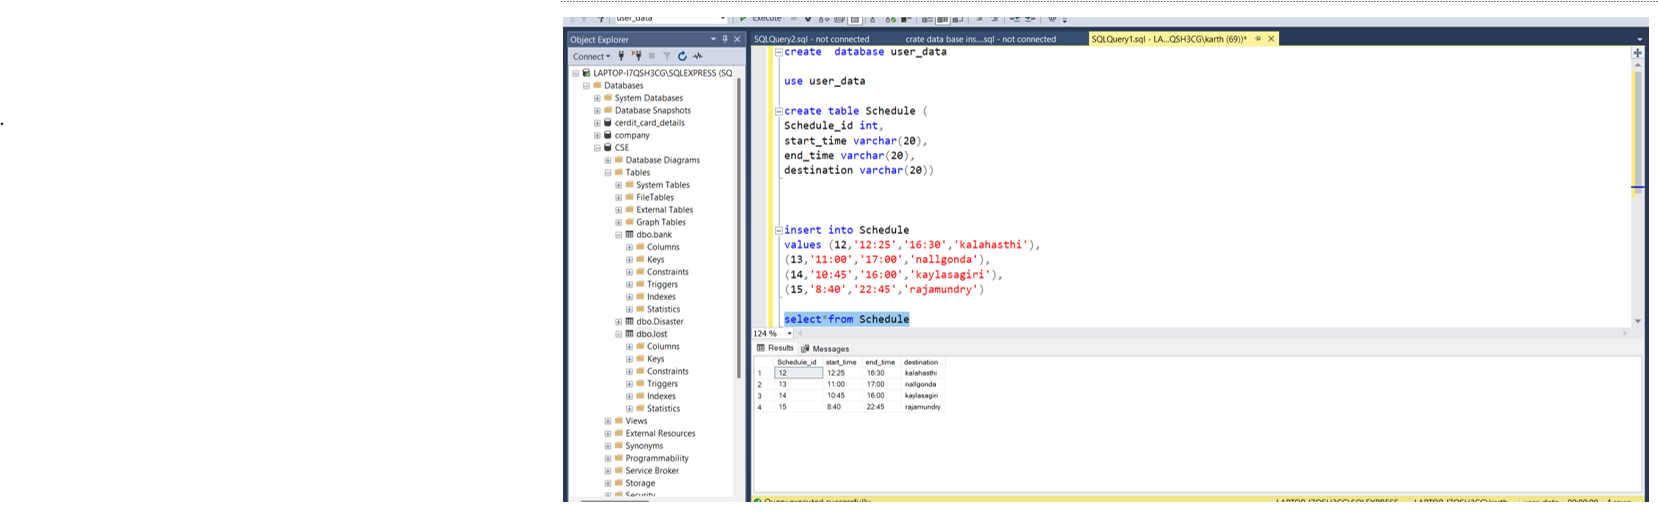 user_data
Execute
Object Explorer
SQLQuery2.sql - not connected
crate data base ins....sql - not connected
SQLQuery1.sql - LA...QSH3CG\karth (69))*
Connect
LAPTOP-I7QSH3CG\SQLEXPRESS (SQ
Databases
System Databases
Database Snapshots
cerdit_card_details
company
CSE
Database Diagrams
Tables
System Tables
FileTables
External Tables
Graph Tables
dbo.bank
Columns
Keys
Constraints
Triggers
Indexes
Statistics
dbo.Disaster
dbo.lost
Columns
Keys
Constraints
Triggers
Indexes
Statistics
Views
External Resources
Synonyms
Programmability
Service Broker
Storage
Security
create  database user_data
use user_data
create table Schedule (
Schedule_id int,
start_time varchar(20),
end_time varchar(20),
destination varchar(20))
insert into Schedule
values (12,'12:25','16:30','kalahasthi'),
(13,'11:00','17:00','nallgonda'),
(14,'10:45','16:00','kaylasagiri'),
(15,'8:40','22:45','rajamundry')
select*from Schedule
124 %
Results Messages
Schedule_id start_time end_time destination
1 12 12:25 16:30 kalahasthi
2 13 11:00 17:00 nallgonda
3 14 10:45 16:00 kaylasagiri
4 15 8:40 22:45 rajamundry
Query executed successfully
LAPTOP-I7QSH3CG\SQLEXPRESS LAPTOP-I7QSH3CG\karth user_data 00:00:00 4 rows
.